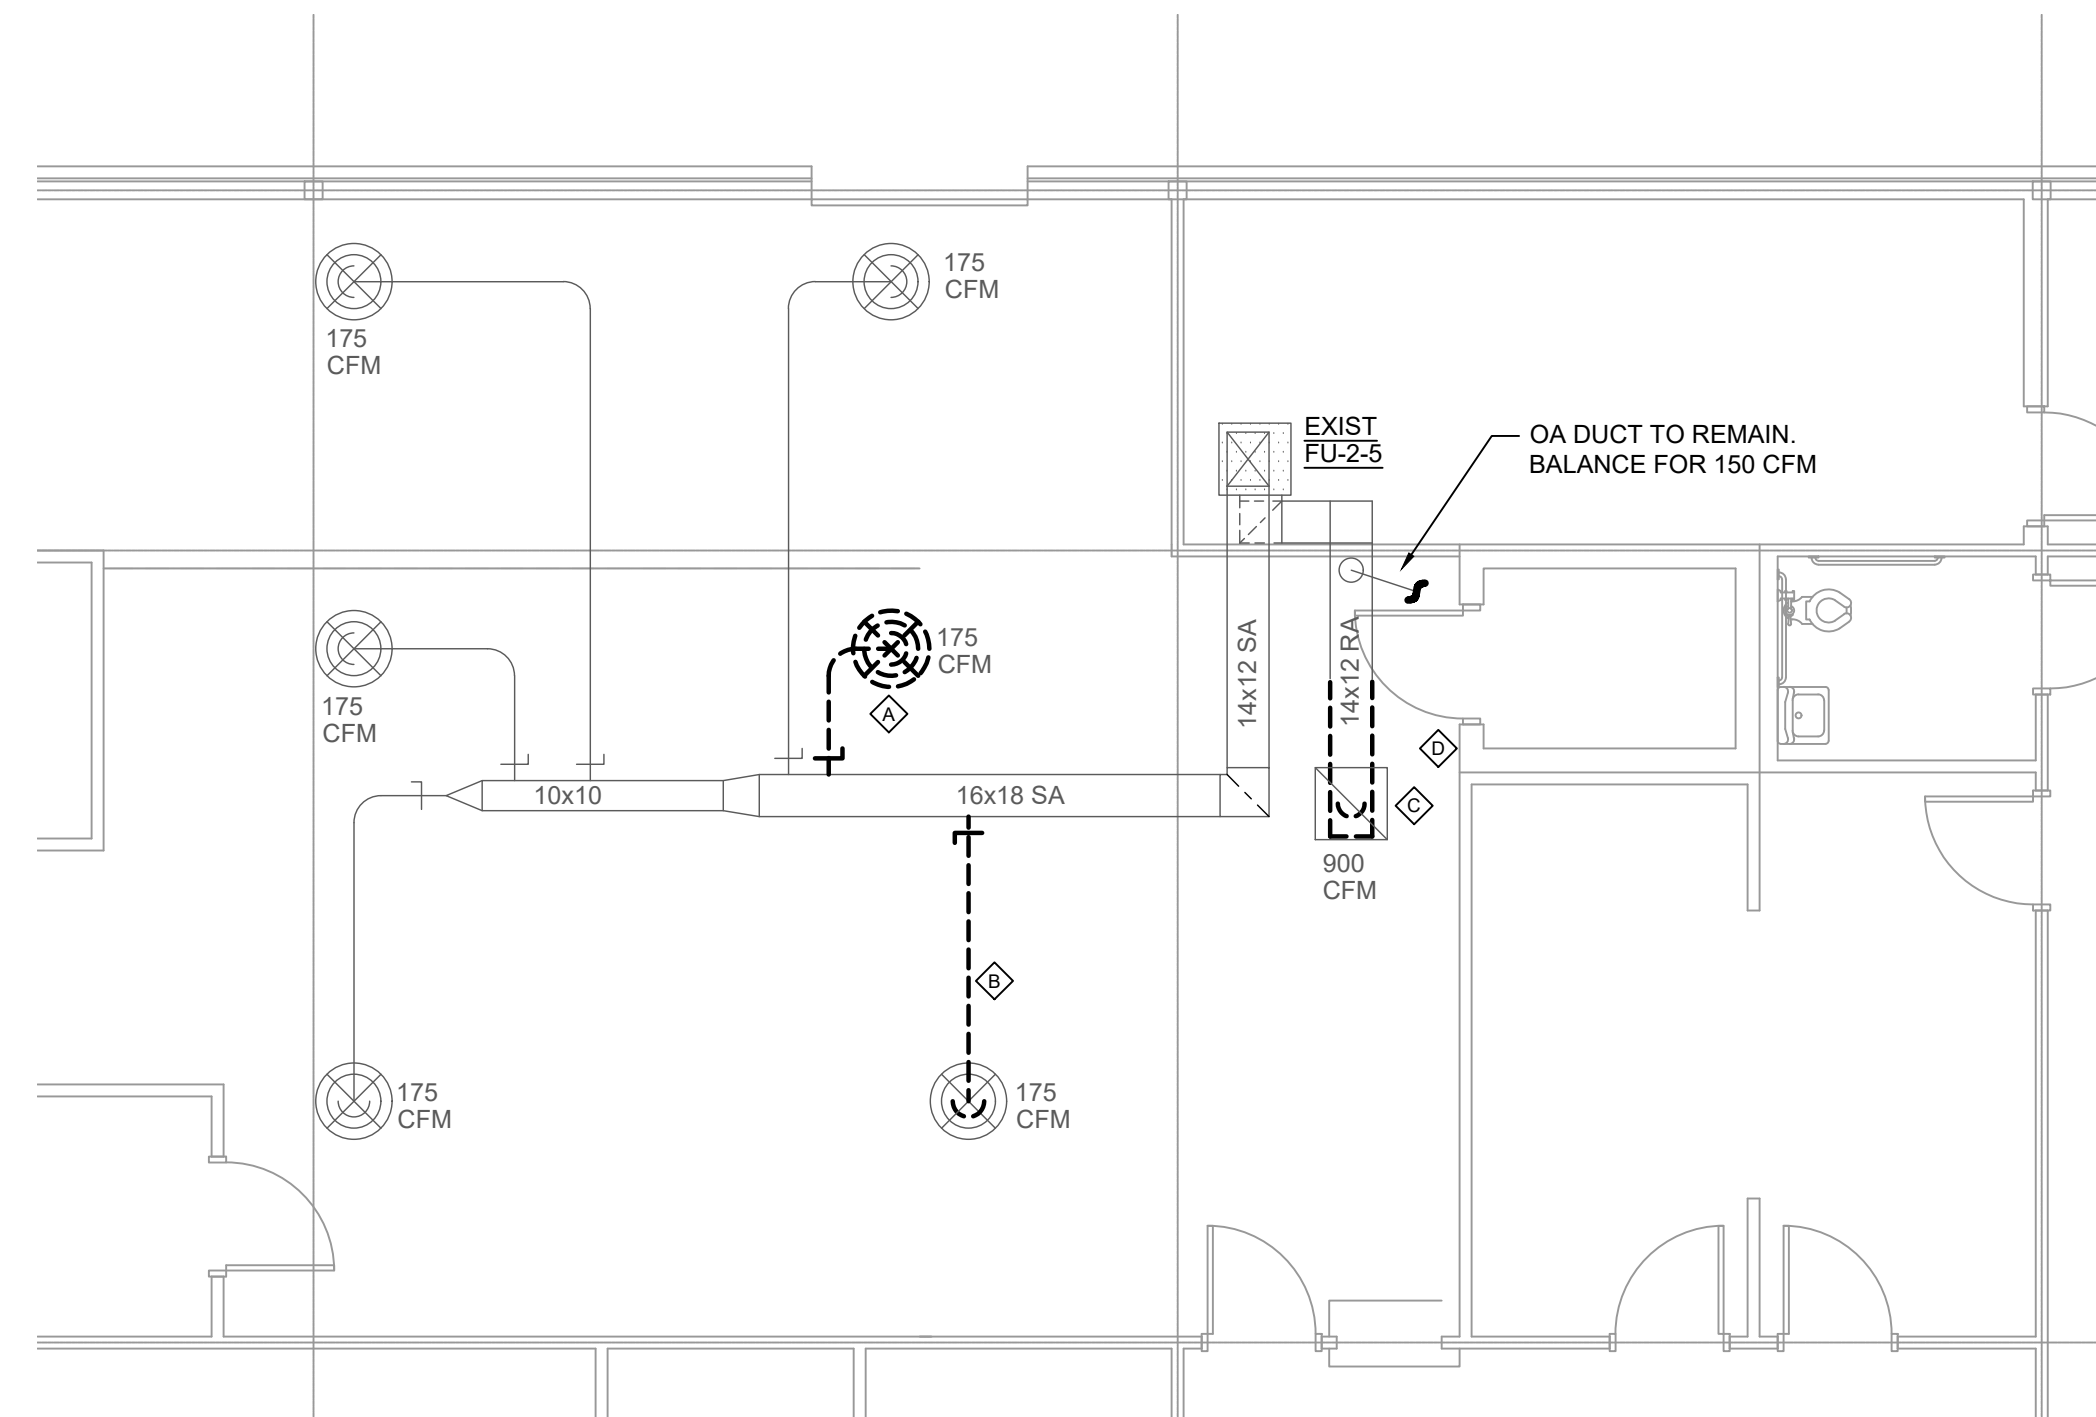 175
CFM
175
CFM
EXIST
FU-2-5
OA DUCT TO REMAIN.
BALANCE FOR 150 CFM
175
CFM
175
CFM
A
14x12 SA
14x12 RA
D
10x10
16x18 SA
C
900
CFM
B
175
CFM
175
CFM